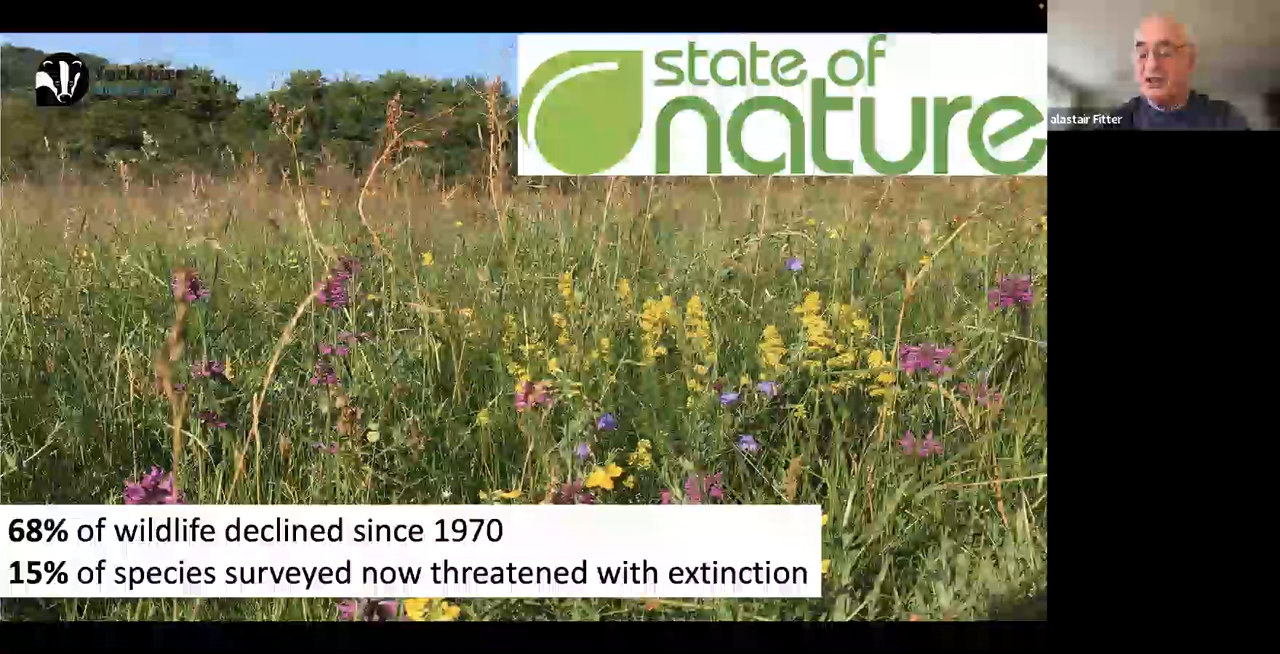 Yorkshire
state of
nature
alastair Fitter
68% of wildlife declined since 1970
15% of species surveyed now threatened with extinction